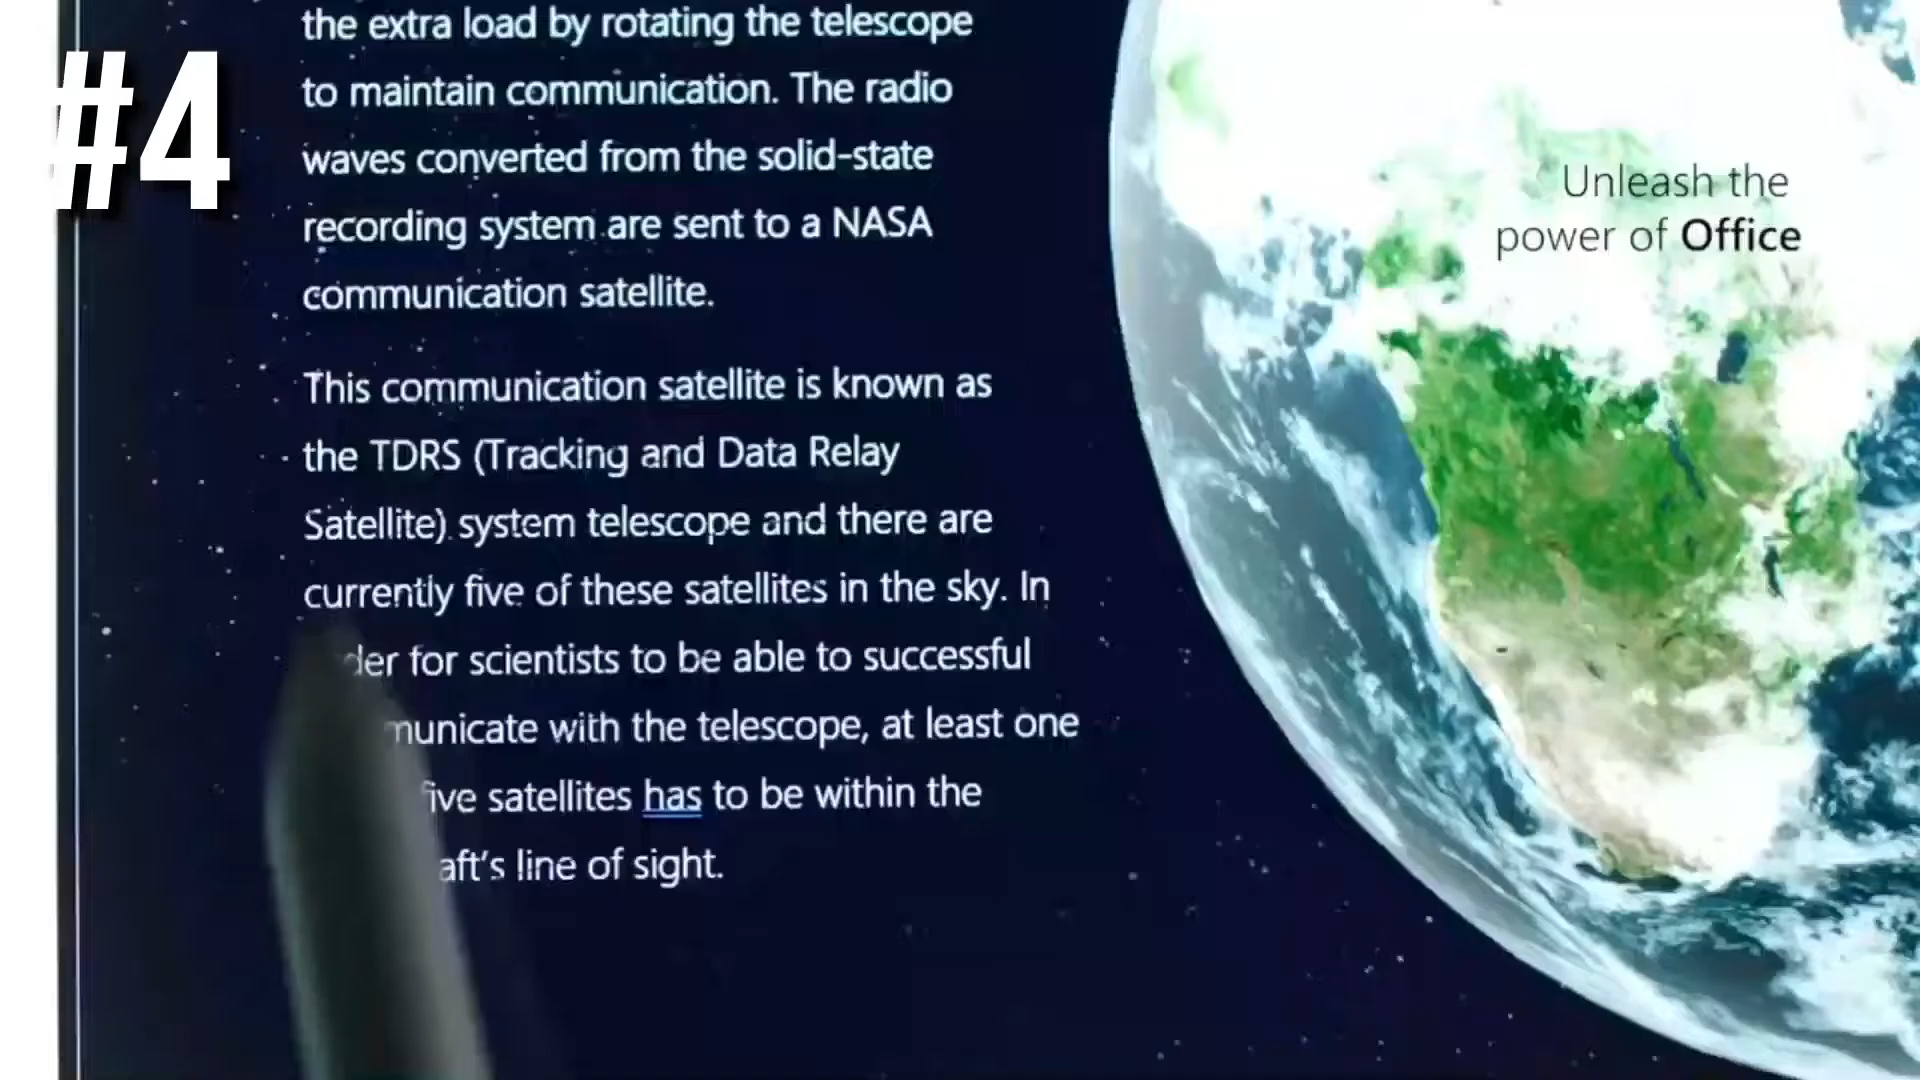 #4
the extra load by rotating the telescope
to maintain communication. The radio
waves converted from the solid-state
recording system are sent to a NASA
communication satellite.
This communication satellite is known as
the TDRS (Tracking and Data Relay
Satellite) system telescope and there are
currently five of these satellites in the sky. In
for scientists to be able to successful
with the telescope, at least one
satellites has to be within the
line of sight.
Unleash the
power of Office